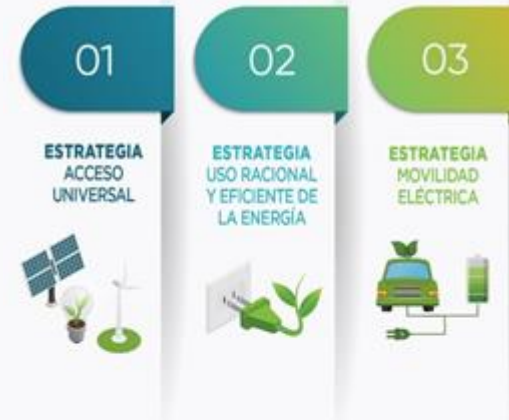 01
ESTRATEGIA
ACCESO
UNIVERSAL
02
ESTRATEGIA
USO RACIONAL
Y EFICIENTE DE
LA ENERGÍA
03
ESTRATEGIA
MOVILIDAD
ELÉCTRICA